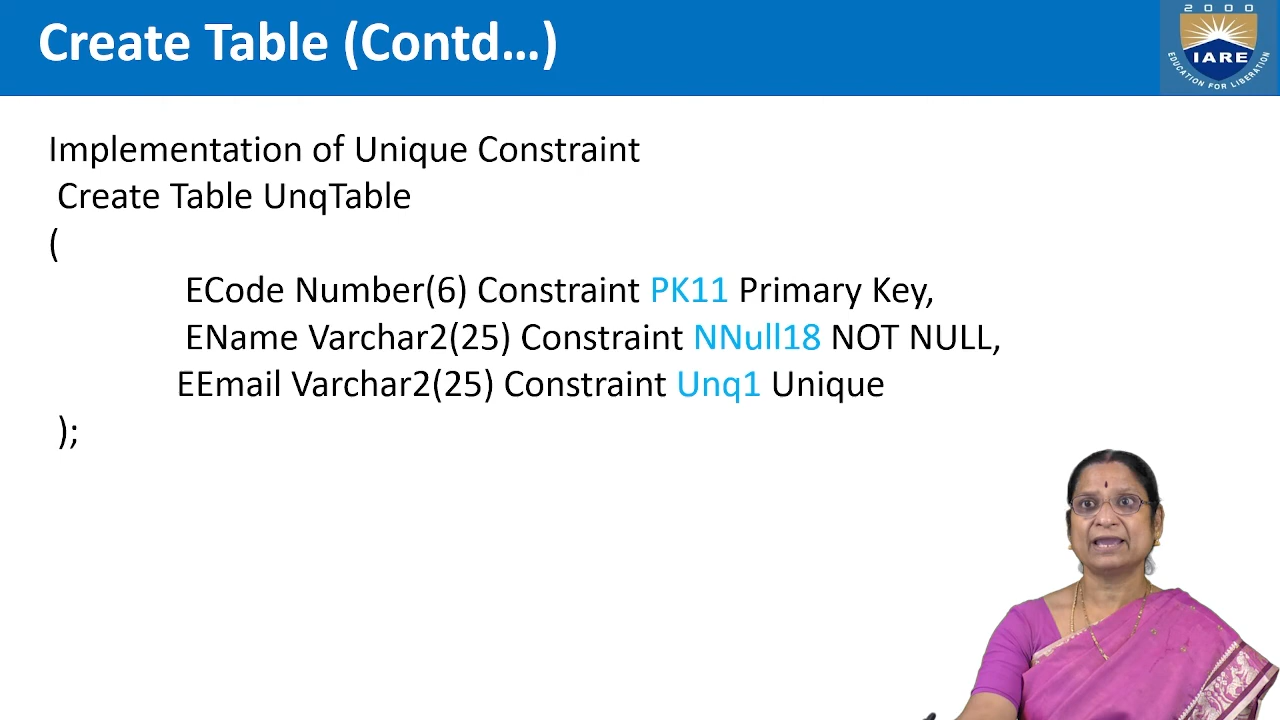 Create Table (Contd...)
2000
IARE
EDUCATION FOR LIBERATION
Implementation of Unique Constraint
Create Table UnqTable
(
ECode Number(6) Constraint PK11 Primary Key,
EName Varchar2(25) Constraint NNull18 NOT NULL,
EEmail Varchar2(25) Constraint Unq1 Unique
);